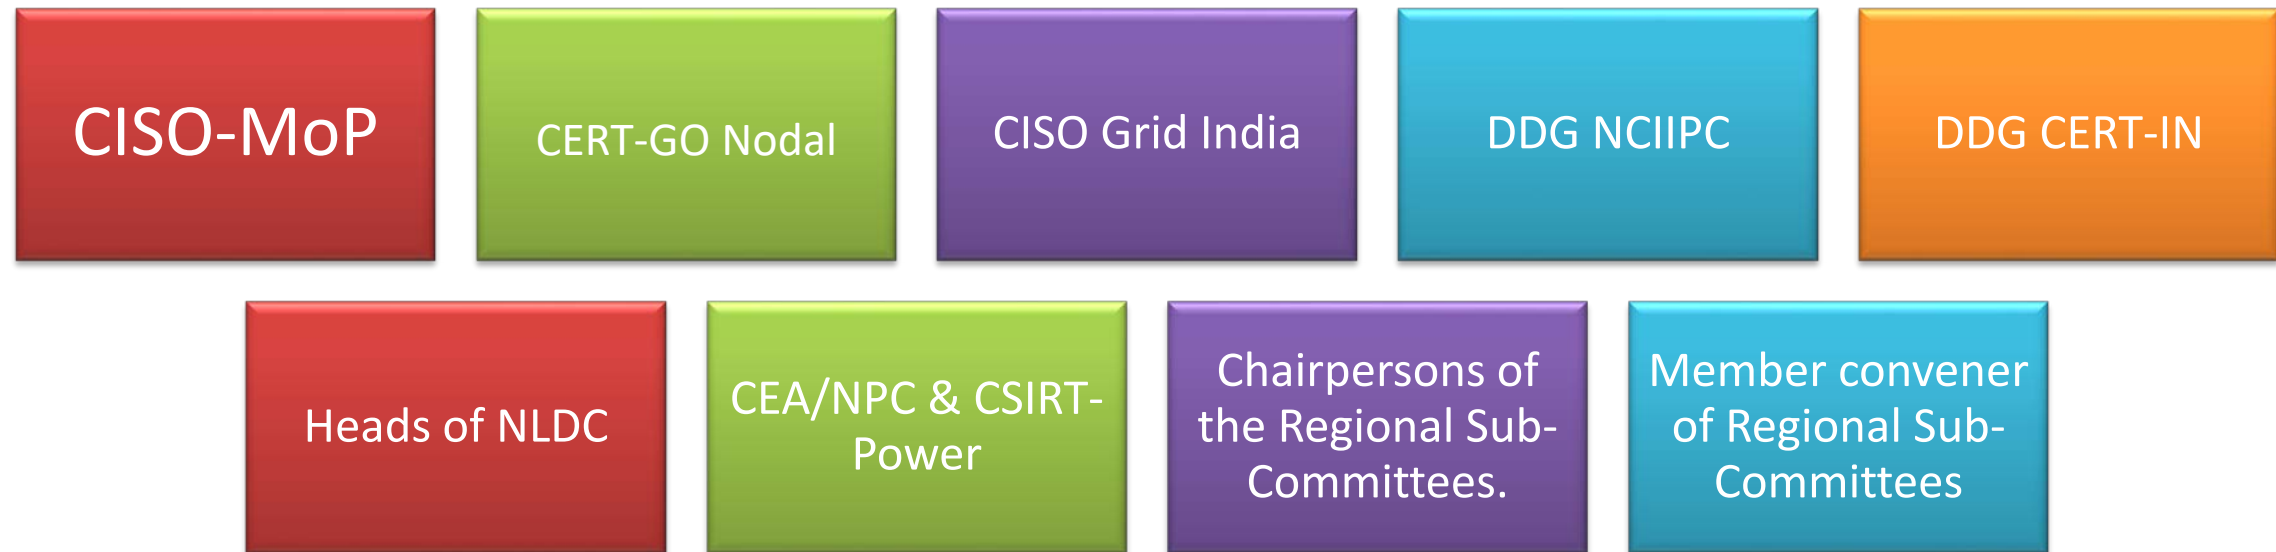 CISO-MoP
CERT-GO Nodal
CISO Grid India
DDG NCIIPC
DDG CERT-IN
Heads of NLDC
CEA/NPC & CSIRT-
Power
Chairpersons of
the Regional Sub-
Committees.
Member convener
of Regional Sub-
Committees